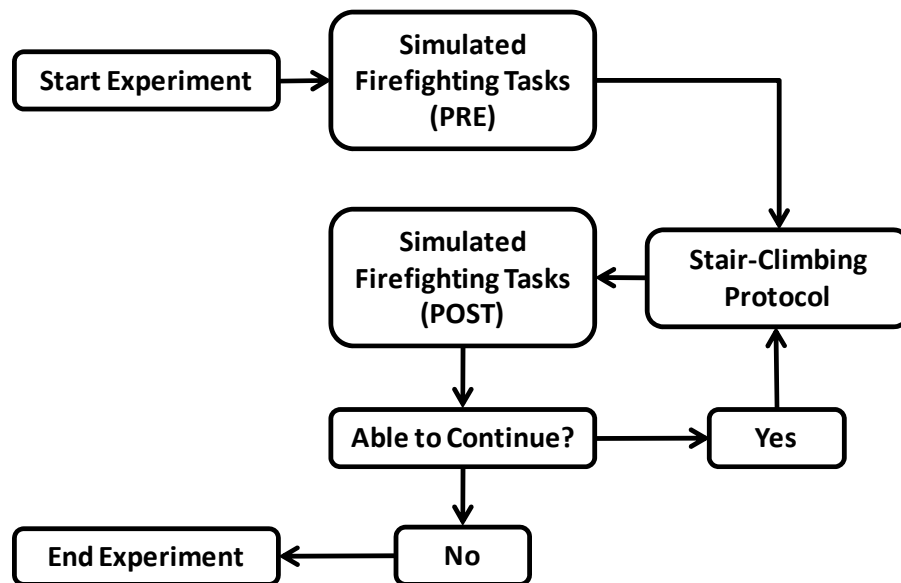 Start Experiment
Simulated
Firefighting Tasks
(PRE)
Simulated
Firefighting Tasks
(POST)
Stair-Climbing
Protocol
Able to Continue?
Yes
End Experiment
No